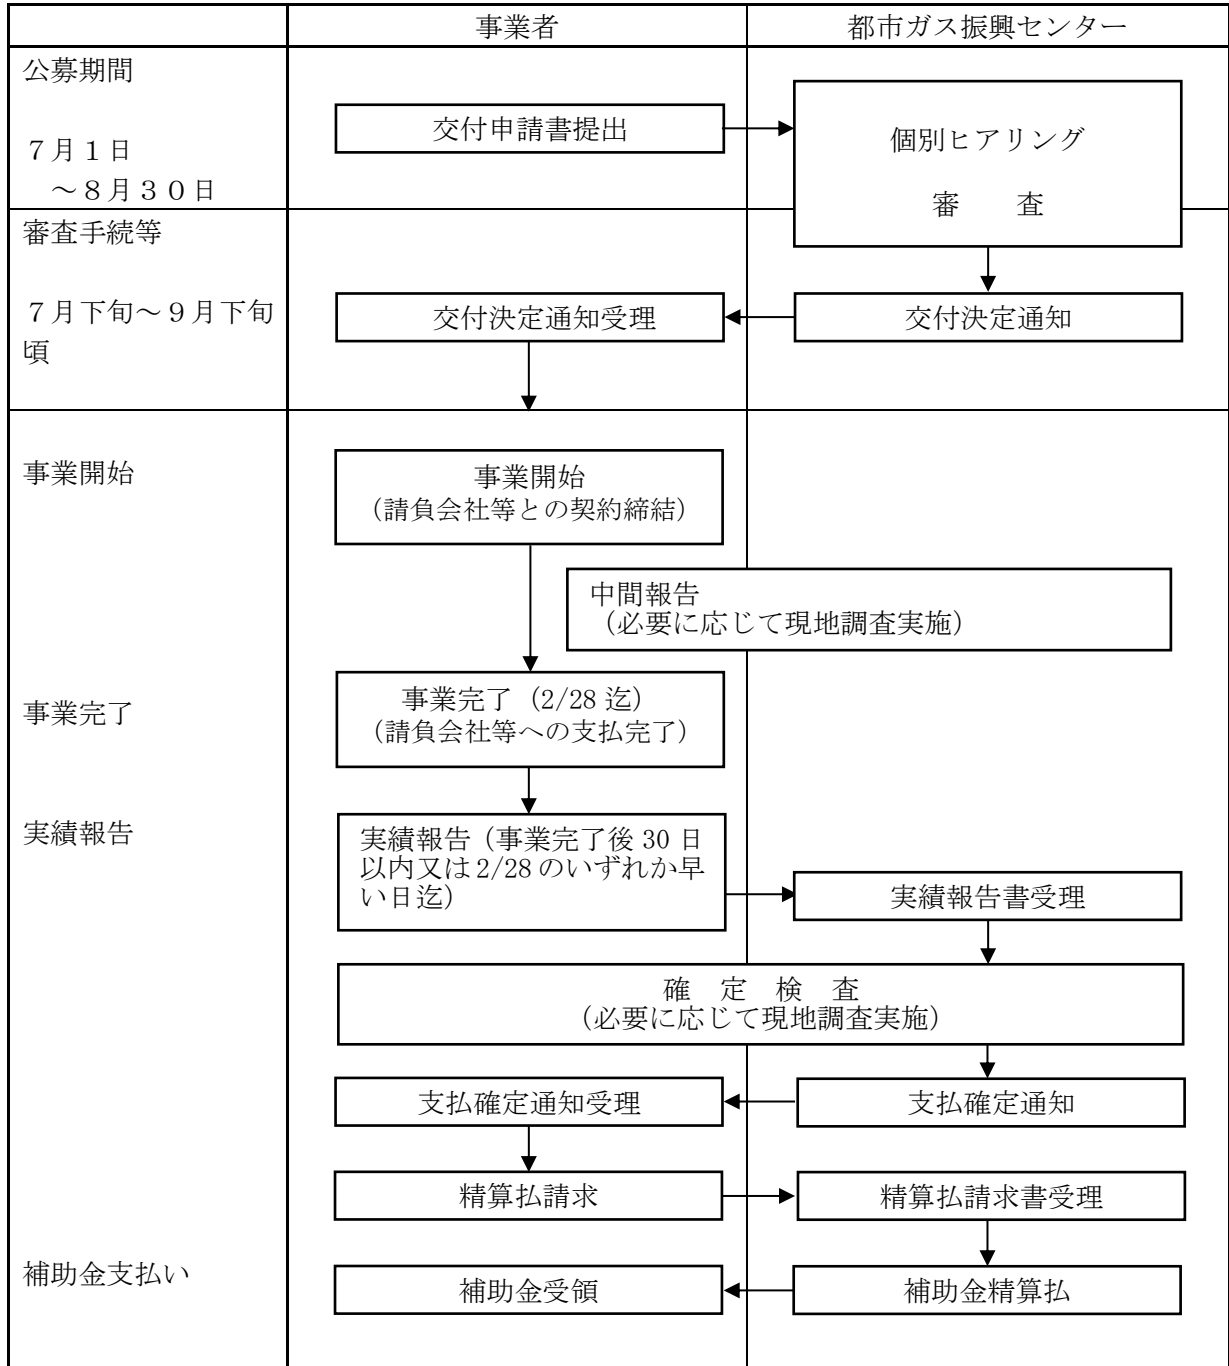 事業者
都市ガス振興センター
公募期間
７月１日
～８月３０日
交付申請書提出
個別ヒアリング
審　査
審査手続等
７月下旬～９月下旬
頃
交付決定通知受理
交付決定通知
事業開始
事業開始
（請負会社等との契約締結）
中間報告
（必要に応じて現地調査実施）
事業完了
事業完了（2/28 迄）
（請負会社等への支払完了）
実績報告
実績報告（事業完了後 30 日
以内又は 2/28 のいずれか早
い日迄）
実績報告書受理
確　定　検　査
（必要に応じて現地調査実施）
支払確定通知受理
支払確定通知
精算払請求
精算払請求書受理
補助金支払い
補助金受領
補助金精算払